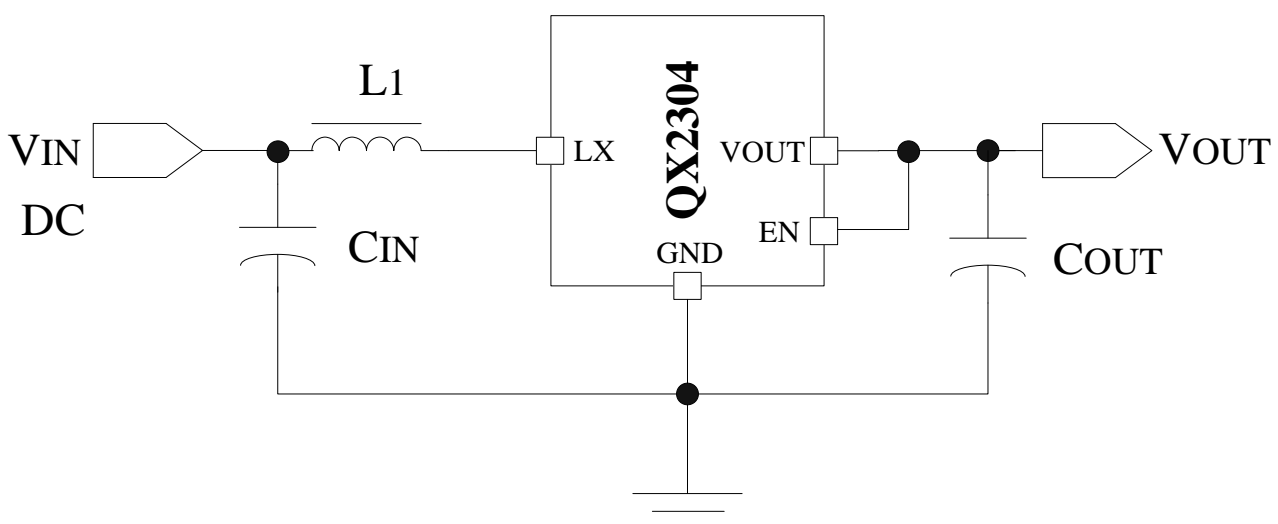 L1
QX2304
VIN
DC
LX
VOUT
VOUT
EN
CIN
GND
COUT